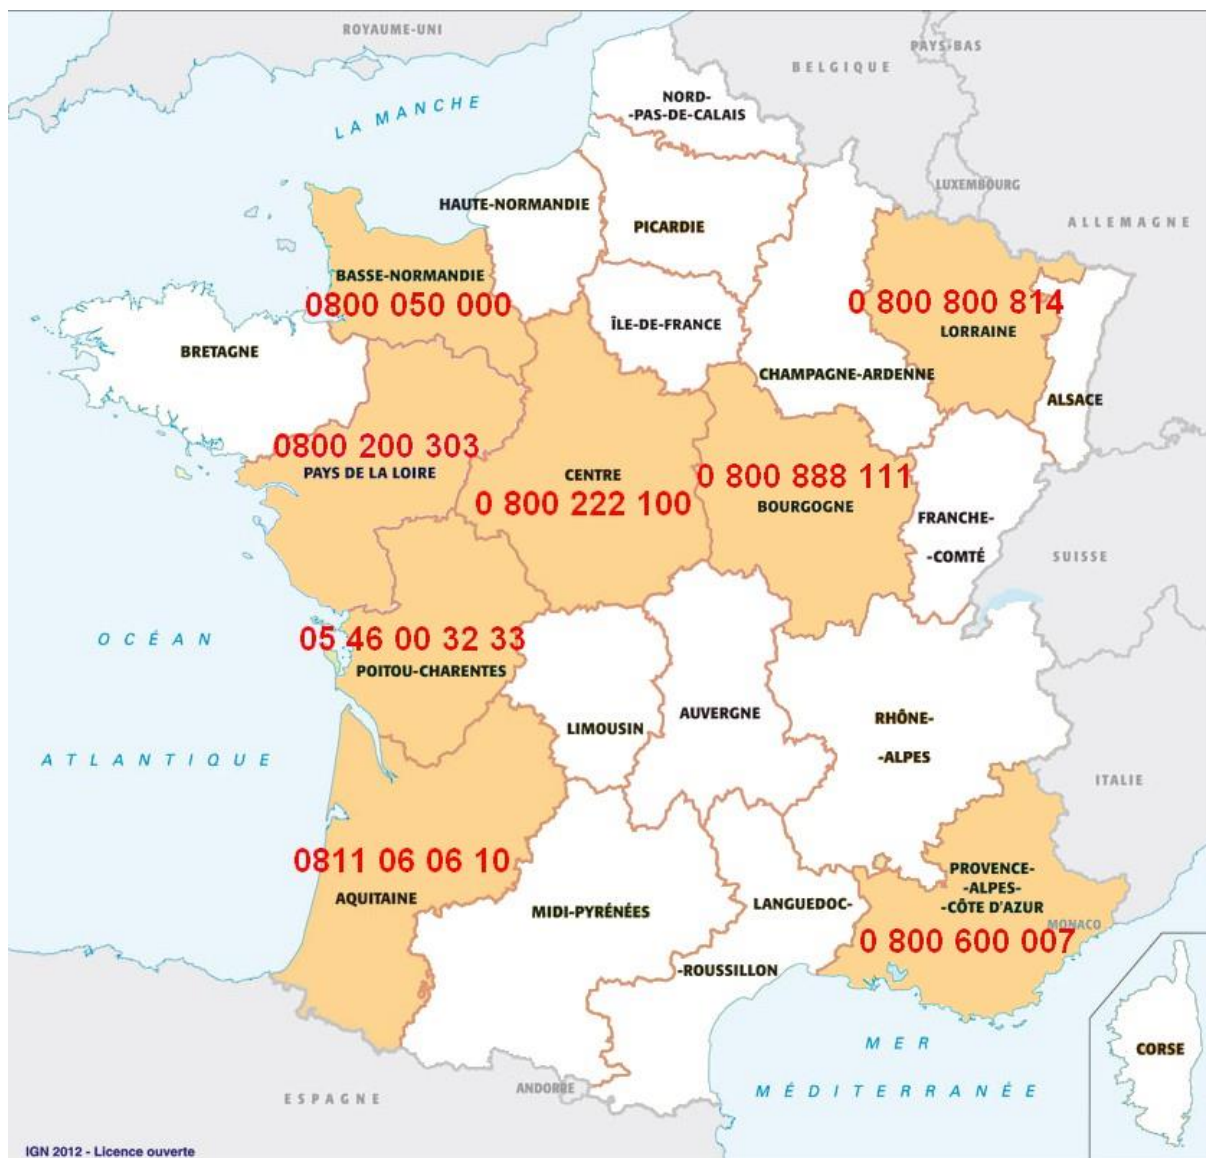 ROYAUME-UNI
PAYS-BAS
BELGIQUE
LA MANCHE
NORD-
-PAS-DE-CALAIS
LUXEMBOURG
ALLEMAGNE
HAUTE-NORMANDIE
PICARDIE
BASSE-NORMANDIE
0800 050 000
0 800 800 814
LORRAINE
ÎLE-DE-FRANCE
BRETAGNE
CHAMPAGNE-ARDENNE
ALSACE
0800 200 303
PAYS DE LA LOIRE
CENTRE
0 800 222 100
0 800 888 111
BOURGOGNE
FRANCHE-
-COMTÉ
SUISSE
OCÉAN
05 46 00 32 33
POITOU-CHARENTES
LIMOUSIN
AUVERGNE
RHÔNE-
-ALPES
ATLANTIQUE
ITALIE
0811 06 06 10
AQUITAINE
MIDI-PYRÉNÉES
LANGUEDOC-
-ROUSSILLON
PROVENCE-
-ALPES-
-CÔTE D'AZUR
MONACO
0 800 600 007
MER
MÉDITERRANÉE
CORSE
ANDORRE
ESPAGNE
IGN 2012 - Licence ouverte